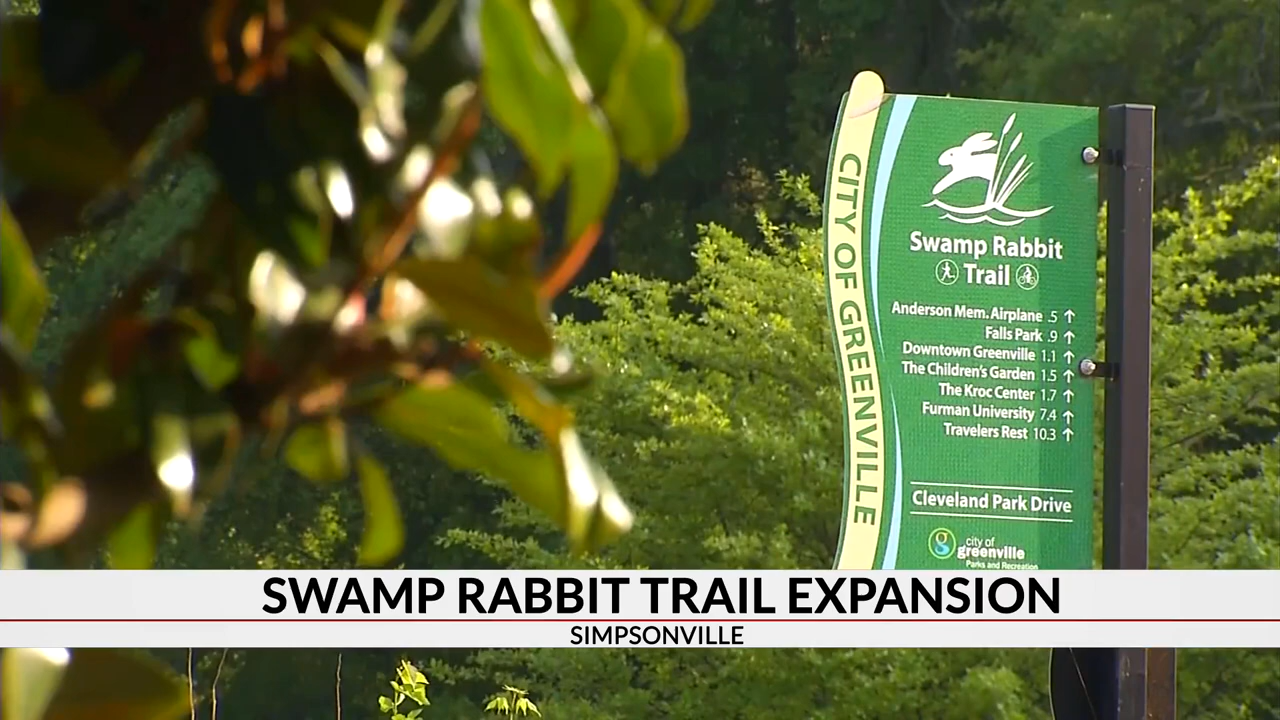 CITY OF GREENVILLE
Swamp Rabbit
Trail
Anderson Mem. Airplane .5 ↑
Falls Park .9 ↑
Downtown Greenville 1.1 ↑
The Children's Garden 1.5 ↑
The Kroc Center 1.7 ↑
Furman University 7.4 ↑
Travelers Rest 10.3 ↑
Cleveland Park Drive
g
city of
greenville
Parks and Recreation
SWAMP RABBIT TRAIL EXPANSION
SIMPSONVILLE